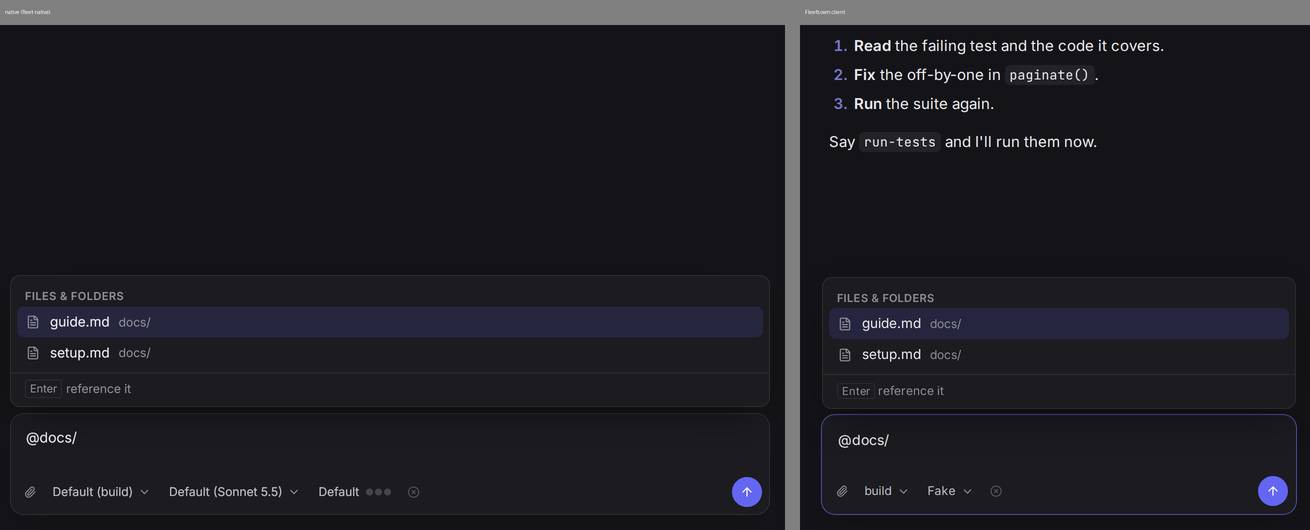 native (fleet-native)
FILES & FOLDERS
guide.md docs/
setup.md docs/
Enter reference it
@docs/
Default (build) Default (Sonnet 5.5) Default
Fleet's own client
1. Read the failing test and the code it covers.
2. Fix the off-by-one in paginate().
3. Run the suite again.
Say run-tests and I'll run them now.
FILES & FOLDERS
guide.md docs/
setup.md docs/
Enter reference it
@docs/
build Fake